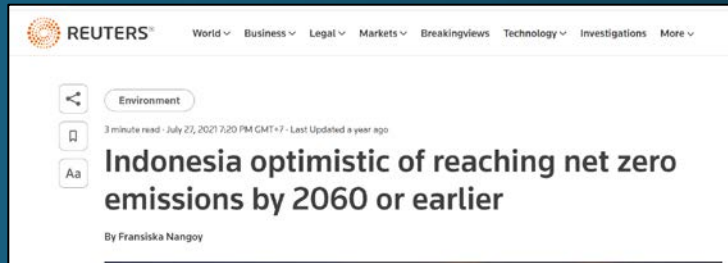 REUTERS®
World Business Legal Markets Breakingviews Technology Investigations More
Environment
3 minute read · July 27, 2021 7:20 PM GMT+7 · Last Updated a year ago
Aa
Indonesia optimistic of reaching net zero
emissions by 2060 or earlier
By Fransiska Nangoy